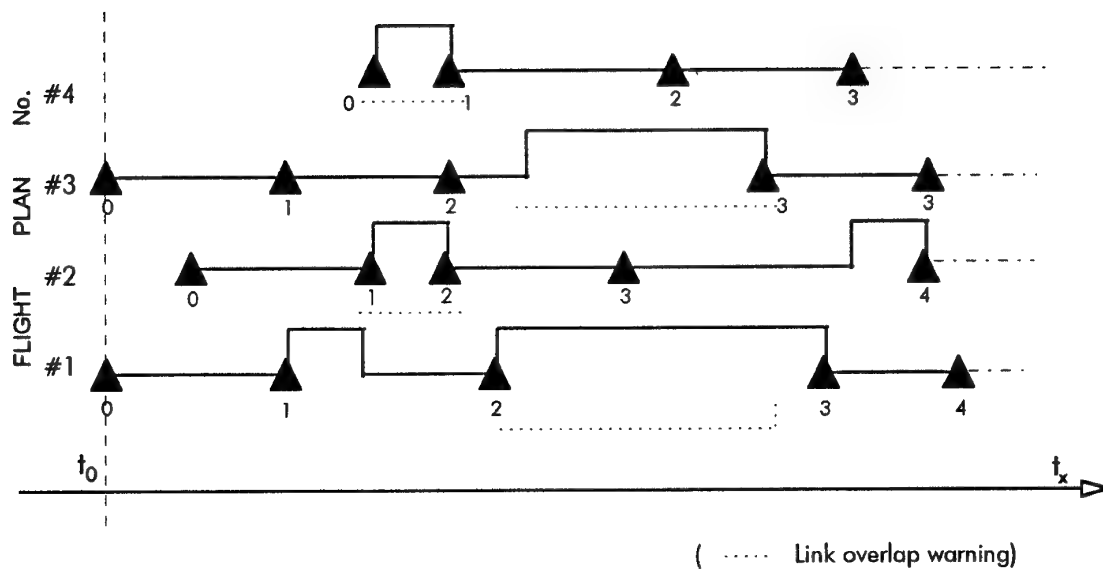 FLIGHT PLAN No.
#4
0 1 2 3
#3
0 1 2 3 3
#2
0 1 2 3 4
#1
0 1 2 3 4
t0 tx
( ..... Link overlap warning)